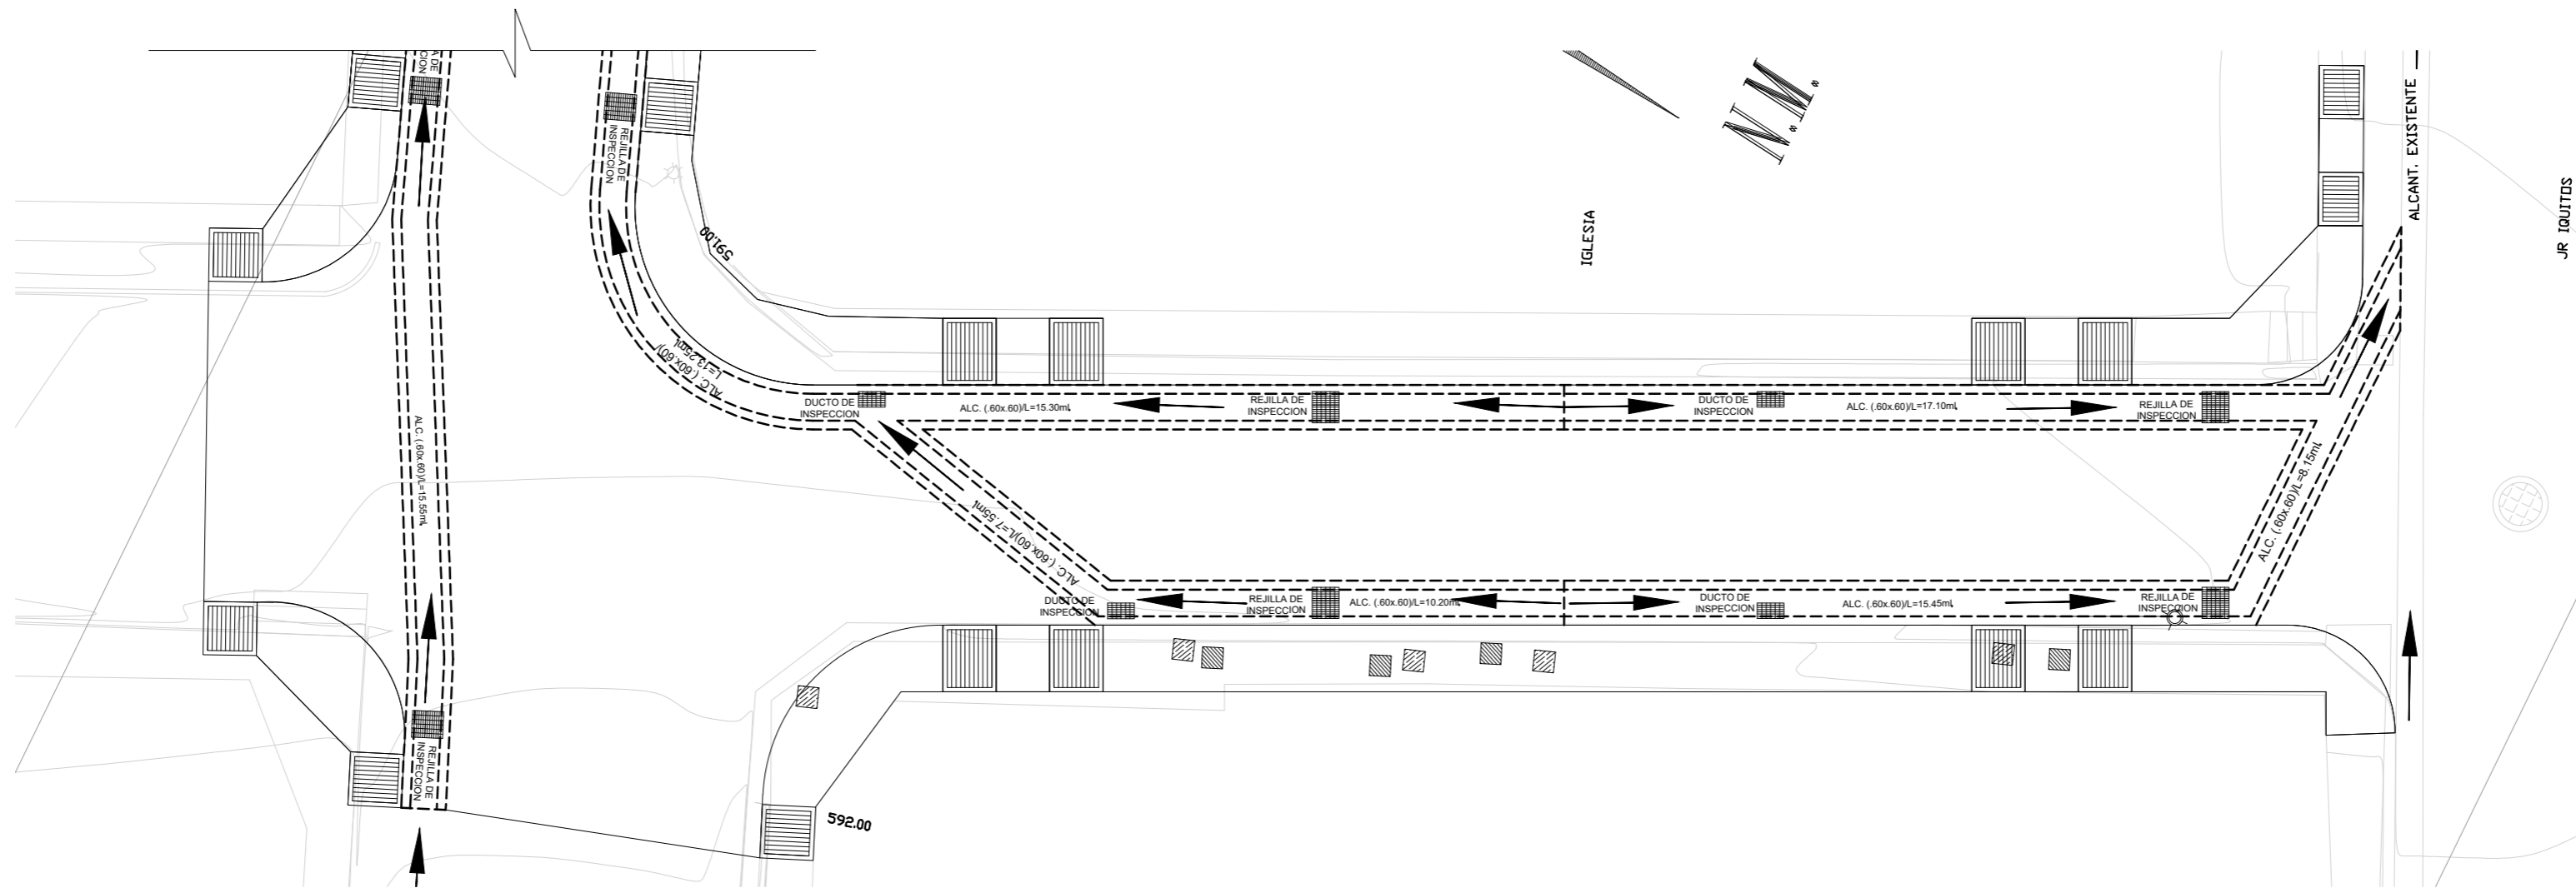 A DE
CION
REJILLA DE
INSPECCION
N.M.
ALCANT. EXISTENTE
JR IQUITOS
IGLESIA
591.00
ALC. (.60x.60)/
L=13.25ml.
DUCTO DE
INSPECCION
ALC. (.60x.60)/L=15.30ml.
REJILLA DE
INSPECCION
DUCTO DE
INSPECCION
ALC. (.60x.60)/L=17.10ml.
REJILLA DE
INSPECCION
ALC. (.60x.60)/L=15.55ml.
ALC. (.60x.60)/L=7.55ml.
ALC. (.60x.60)/L=8.15ml.
DUCTO DE
INSPECCION
REJILLA DE
INSPECCION
ALC. (.60x.60)/L=10.20ml.
DUCTO DE
INSPECCION
ALC. (.60x.60)/L=15.45ml.
REJILLA DE
INSPECCION
REJILLA DE
INSPECCION
592.00